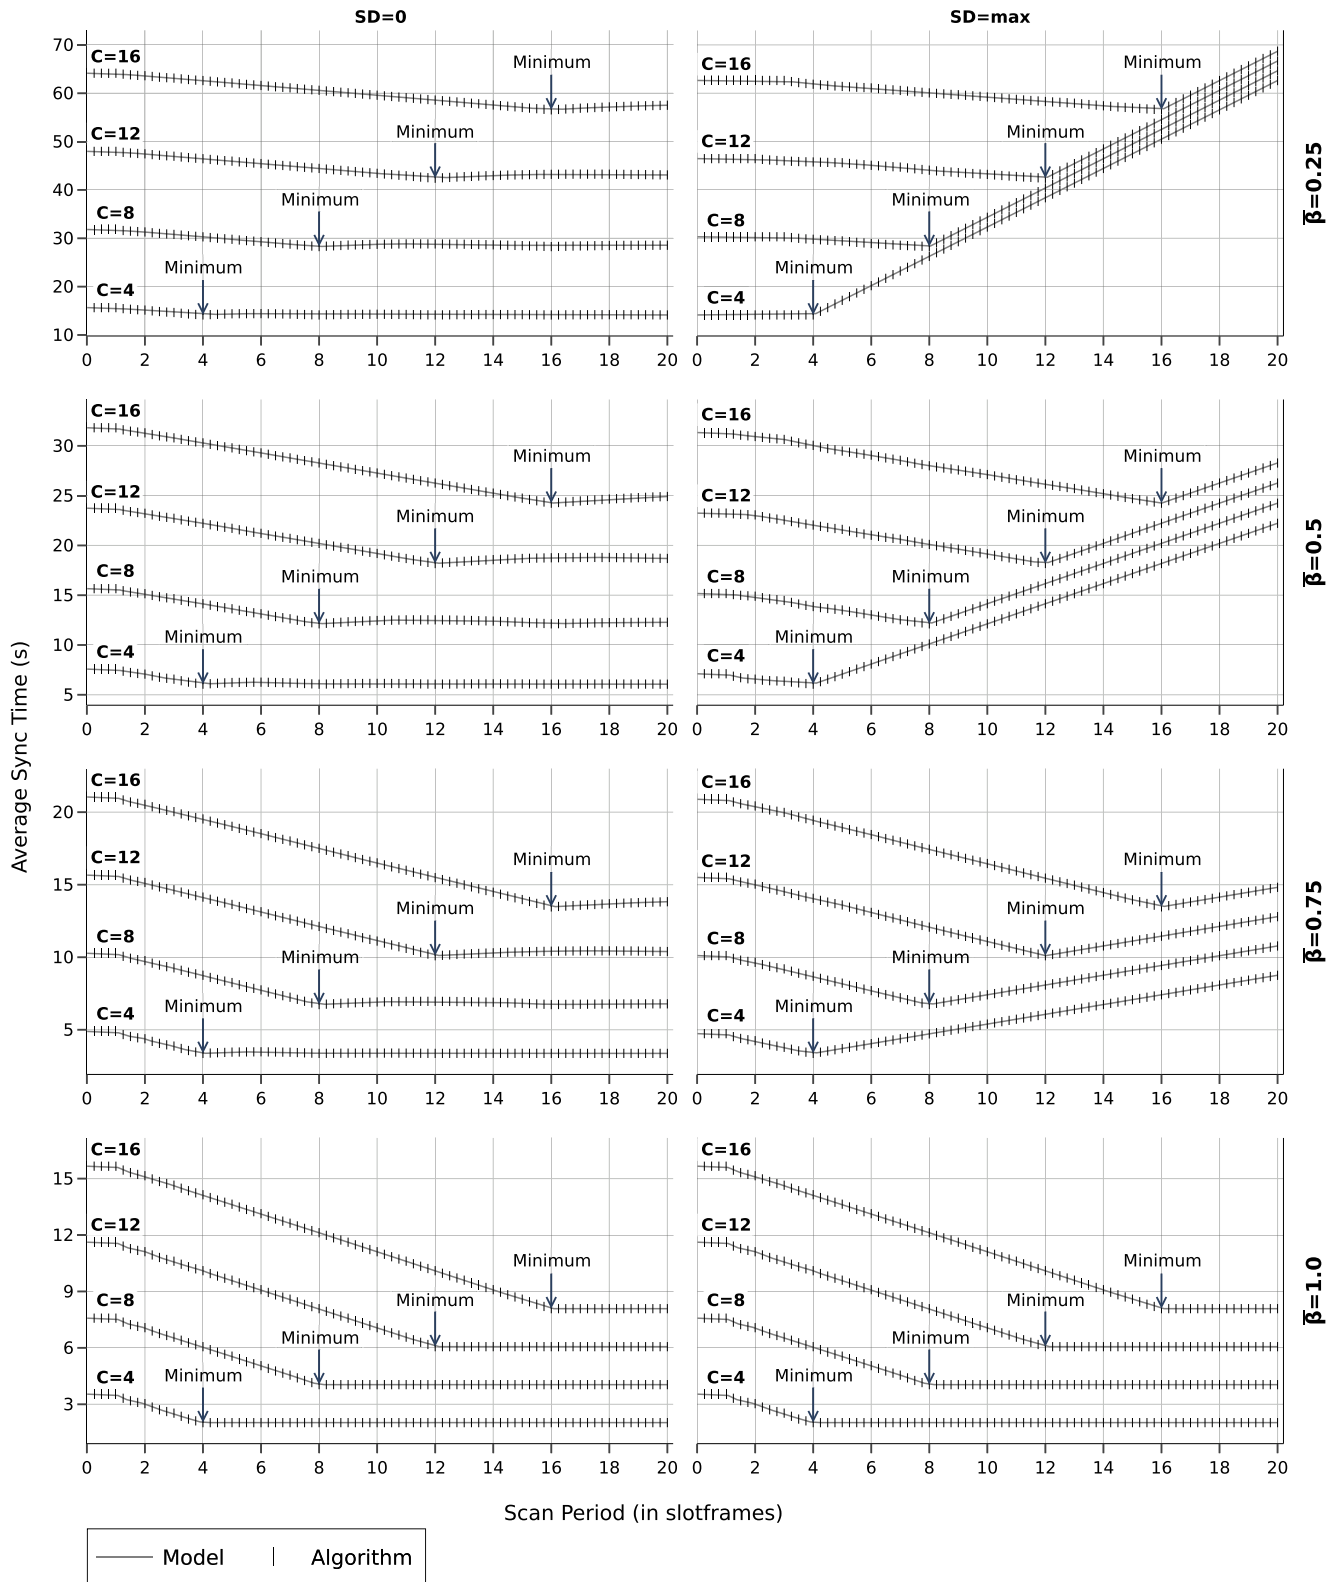 SD=0 SD=max
70
C=16 Minimum C=16 Minimum
60
C=12 Minimum C=12 Minimum
50
40
C=8 Minimum C=8 Minimum
30
Minimum Minimum
C=4 C=4
20
10
β̅=0.25
0 2 4 6 8 10 12 14 16 18 20 0 2 4 6 8 10 12 14 16 18 20
C=16 C=16
30
Minimum Minimum
C=12 C=12
25
Minimum Minimum
20
C=8 Minimum C=8 Minimum
15
Minimum Minimum
10
C=4 C=4
5
β̅=0.5
0 2 4 6 8 10 12 14 16 18 20 0 2 4 6 8 10 12 14 16 18 20
Average Sync Time (s)
C=16 C=16
20
C=12 Minimum C=12 Minimum
15
Minimum Minimum
C=8 C=8
10
Minimum Minimum
C=4 Minimum C=4 Minimum
5
β̅=0.75
0 2 4 6 8 10 12 14 16 18 20 0 2 4 6 8 10 12 14 16 18 20
C=16 C=16
15
C=12 C=12
12
Minimum Minimum
9
C=8 Minimum C=8 Minimum
Minimum Minimum
6
C=4 Minimum C=4 Minimum
3
β̅=1.0
0 2 4 6 8 10 12 14 16 18 20 0 2 4 6 8 10 12 14 16 18 20
Scan Period (in slotframes)
Model Algorithm